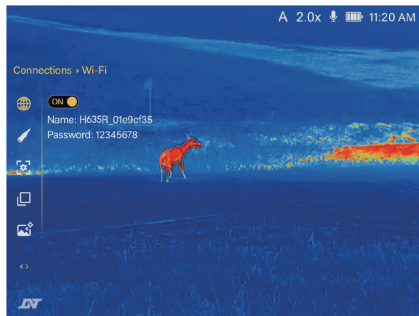 A 2.0x 11:20 AM
Connections › Wi-Fi
ON
Name: H635R_01e9cf35
Password: 12345678